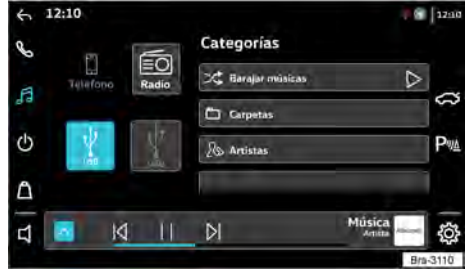 12:10
12:10
Categorías
Teléfono
Radio
Barajar músicas
Carpetas
Artistas
Música
Artista
Bra-3110